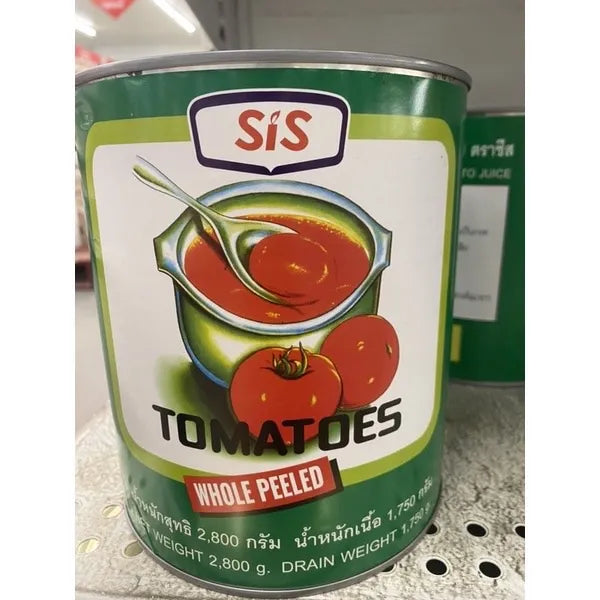 SiS
TOMATOES
WHOLE PEELED
น้ำหนักสุทธิ 2,800 กรัม น้ำหนักเนื้อ 1,750 กรัม
WEIGHT 2,800 g. DRAIN WEIGHT 1,750 g.
ตราซีส
JUICE